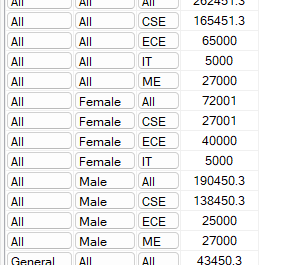 All All All 262451.3
All All CSE 165451.3
All All ECE 65000
All All IT 5000
All All ME 27000
All Female All 72001
All Female CSE 27001
All Female ECE 40000
All Female IT 5000
All Male All 190450.3
All Male CSE 138450.3
All Male ECE 25000
All Male ME 27000
General All All 43450.3